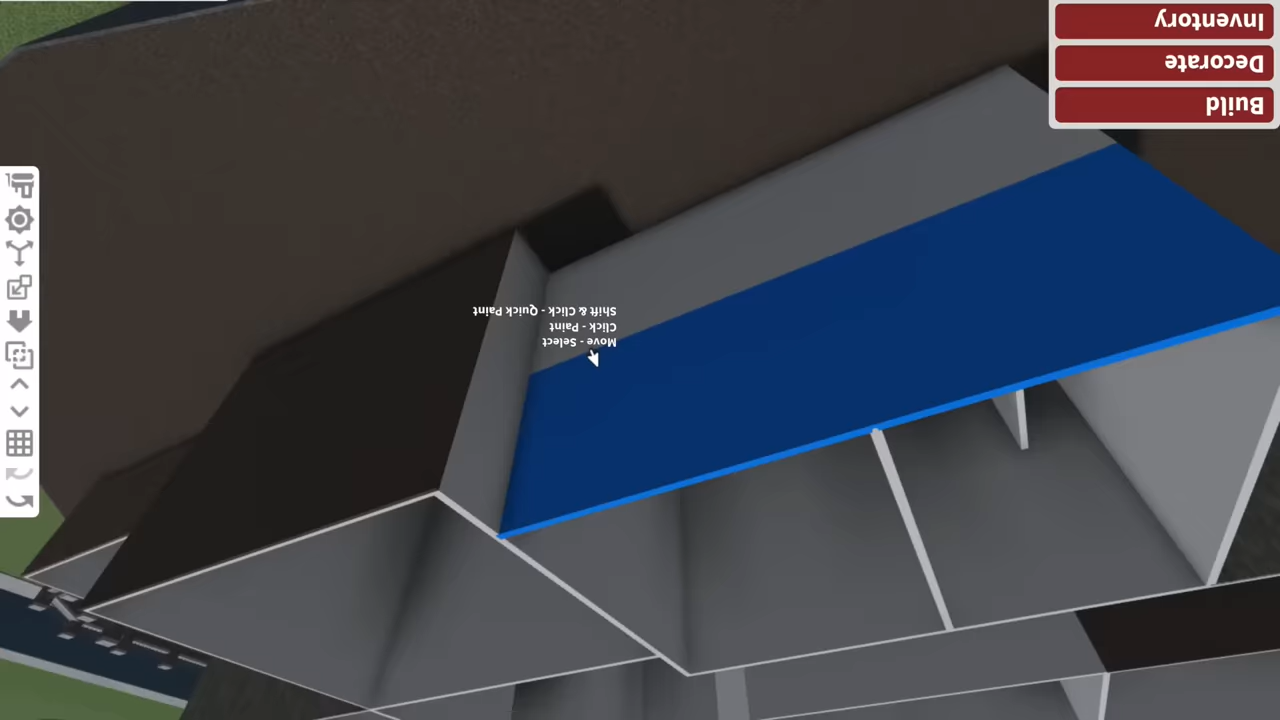 Move - Select
Click - Paint
Shift & Click - Quick Paint
Build
Decorate
Inventory